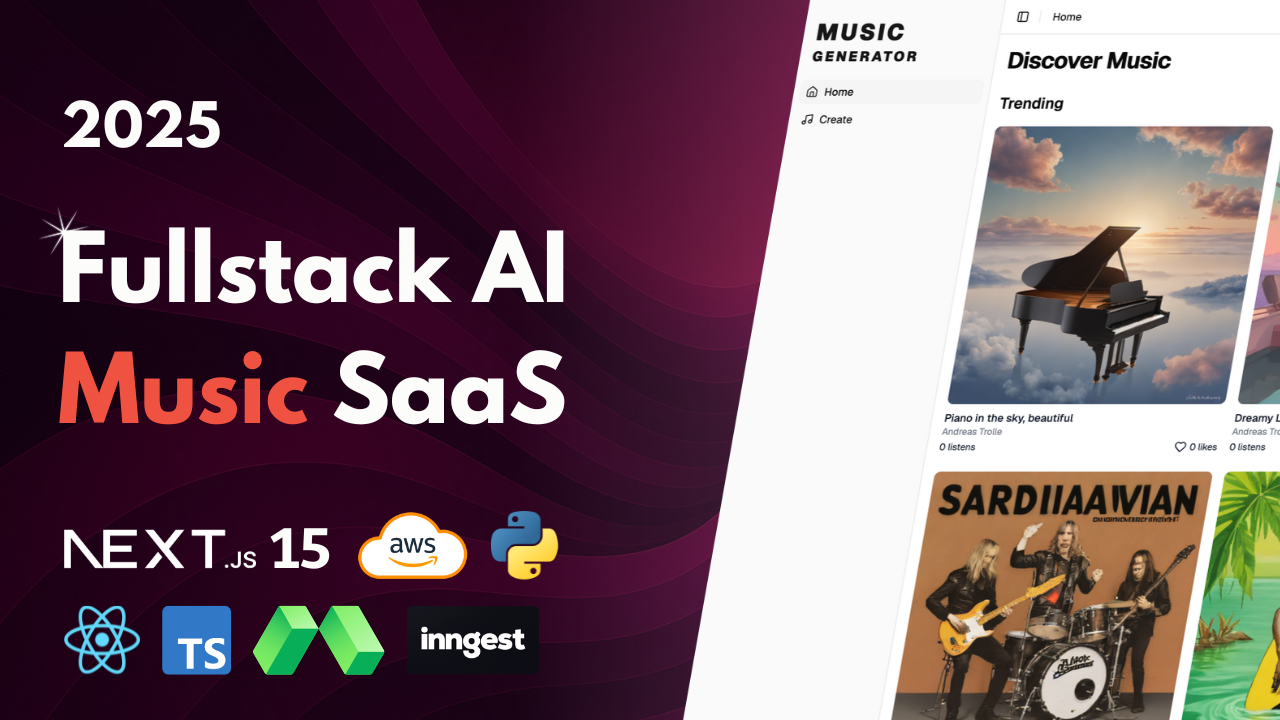 2025
Fullstack AI
Music SaaS
NEXT.JS 15
aws
TS
inngest
MUSIC
GENERATOR
Home
Create
Home
Discover Music
Trending
Piano in the sky, beautiful
Andreas Trolle
0 listens
0 likes
Dreamy L
Andreas Tro
0 listens
SARDIIAAWVIAN